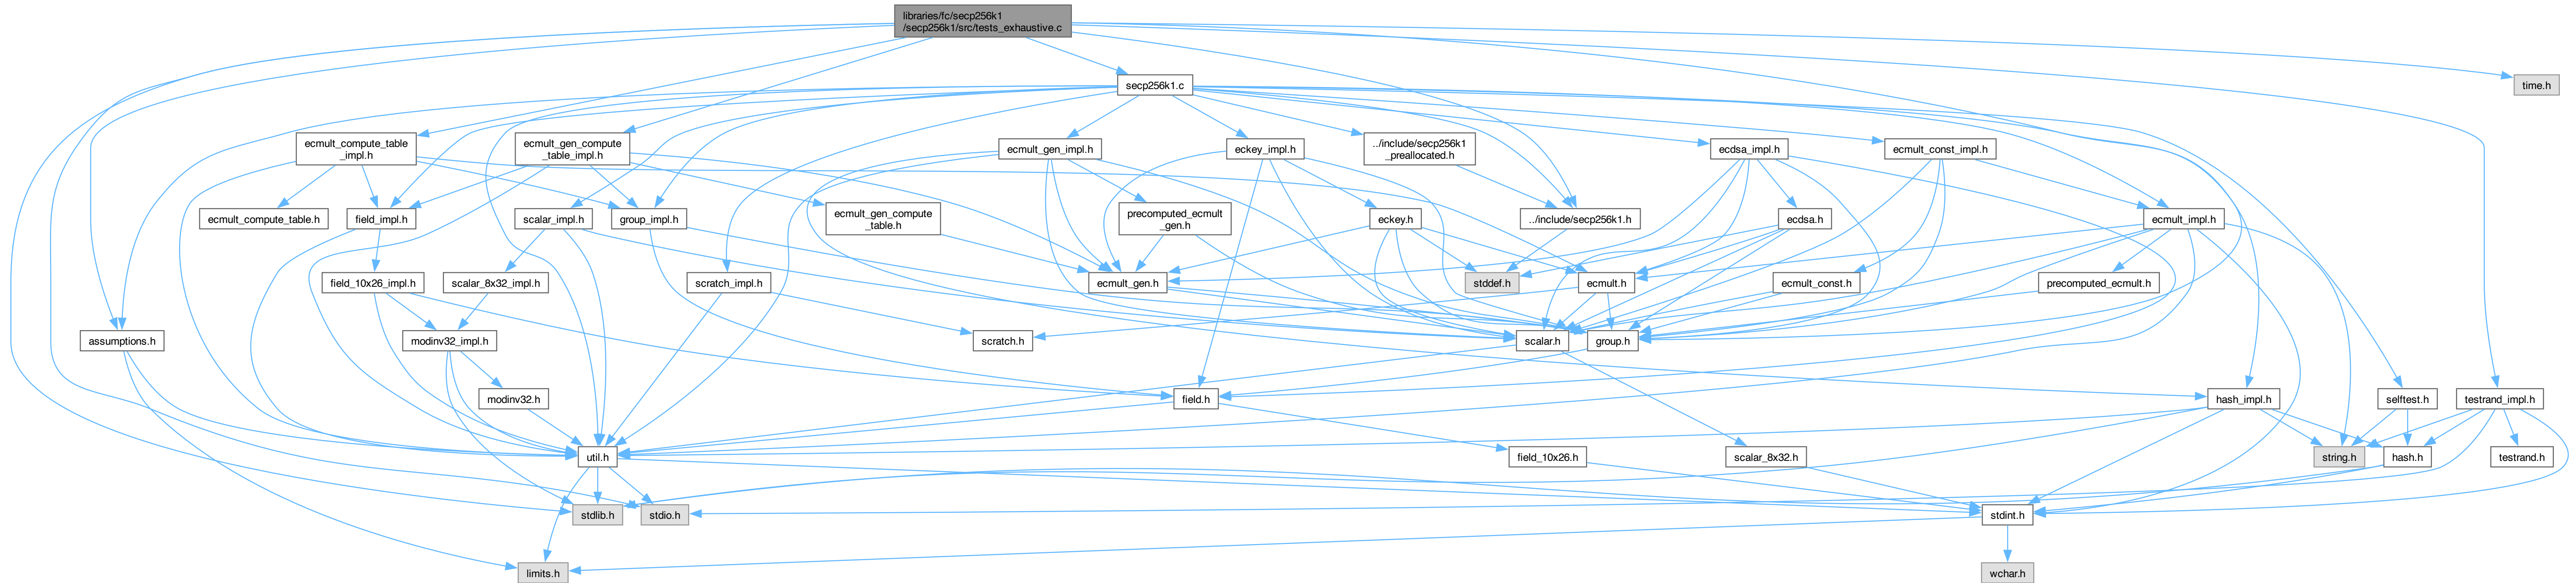 libraries/fc/secp256k1
/secp256k1/src/tests_exhaustive.c
secp256k1.c
time.h
ecmult_compute_table
_impl.h
ecmult_gen_compute
_table_impl.h
ecmult_gen_impl.h
eckey_impl.h
../include/secp256k1
_preallocated.h
ecdsa_impl.h
ecmult_const_impl.h
ecmult_compute_table.h
field_impl.h
scalar_impl.h
group_impl.h
ecmult_gen_compute
_table.h
precomputed_ecmult
_gen.h
eckey.h
../include/secp256k1.h
ecdsa.h
ecmult_impl.h
field_10x26_impl.h
scalar_8x32_impl.h
scratch_impl.h
ecmult_gen.h
stddef.h
ecmult.h
ecmult_const.h
precomputed_ecmult.h
assumptions.h
modinv32_impl.h
scratch.h
scalar.h
group.h
modinv32.h
field.h
hash_impl.h
selftest.h
testrand_impl.h
util.h
field_10x26.h
scalar_8x32.h
string.h
hash.h
testrand.h
stdlib.h
stdio.h
stdint.h
limits.h
wchar.h